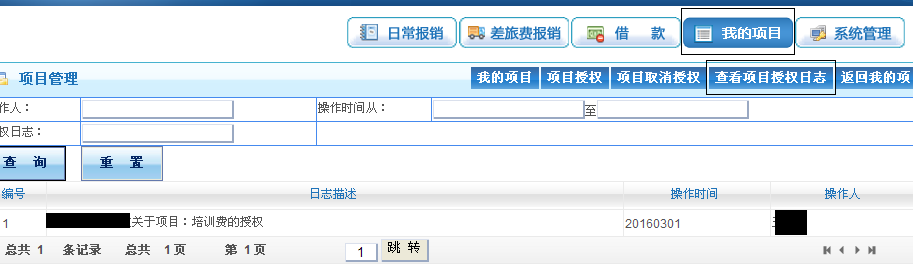 日常报销 差旅费报销 借 款 我的项目 系统管理
项目管理 我的项目 项目授权 项目取消授权 查看项目授权日志 返回我的项
作人： 操作时间从： 至
权日志：
查 询 重 置
编号 日志描述 操作时间 操作人
1 关于项目：培训费的授权 20160301
总共 1 条记录 总共 1 页 第 1 页 1 跳 转